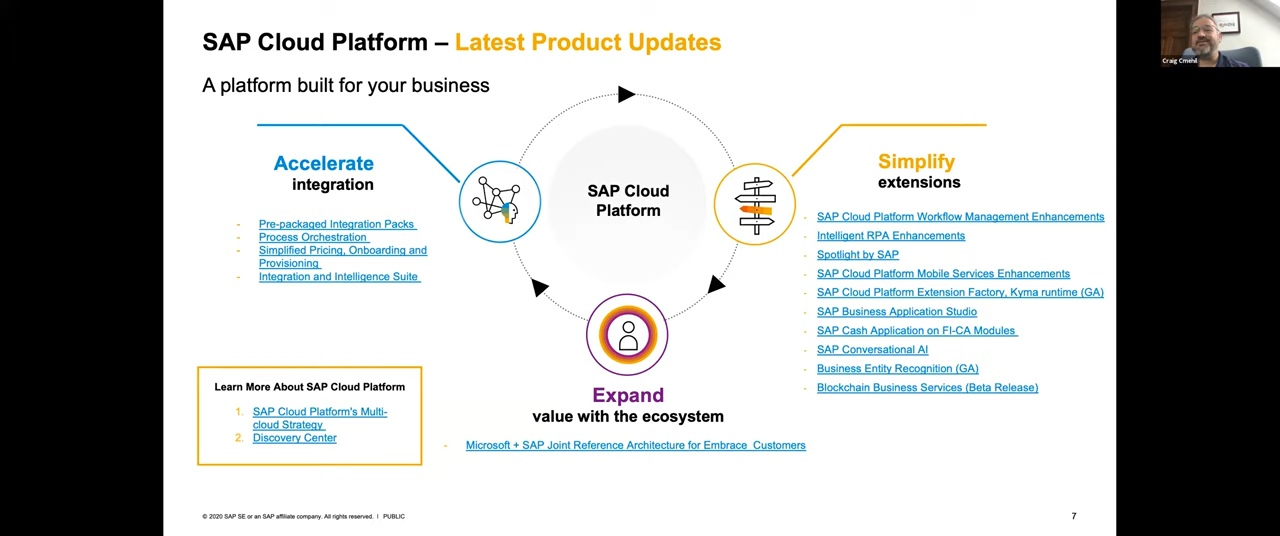 SAP Cloud Platform – Latest Product Updates
A platform built for your business
Accelerate
integration
- Pre-packaged Integration Packs
- Process Orchestration
- Simplified Pricing, Onboarding and
Provisioning
- Integration and Intelligence Suite
SAP Cloud
Platform
Simplify
extensions
- SAP Cloud Platform Workflow Management Enhancements
- Intelligent RPA Enhancements
- Spotlight by SAP
- SAP Cloud Platform Mobile Services Enhancements
- SAP Cloud Platform Extension Factory, Kyma runtime (GA)
- SAP Business Application Studio
- SAP Cash Application on FI-CA Modules
- SAP Conversational AI
- Business Entity Recognition (GA)
- Blockchain Business Services (Beta Release)
Learn More About SAP Cloud Platform
1. SAP Cloud Platform's Multi-
cloud Strategy
2. Discovery Center
Expand
value with the ecosystem
- Microsoft + SAP Joint Reference Architecture for Embrace Customers
© 2020 SAP SE or an SAP affiliate company. All rights reserved. I PUBLIC
7
Craig Cmehil